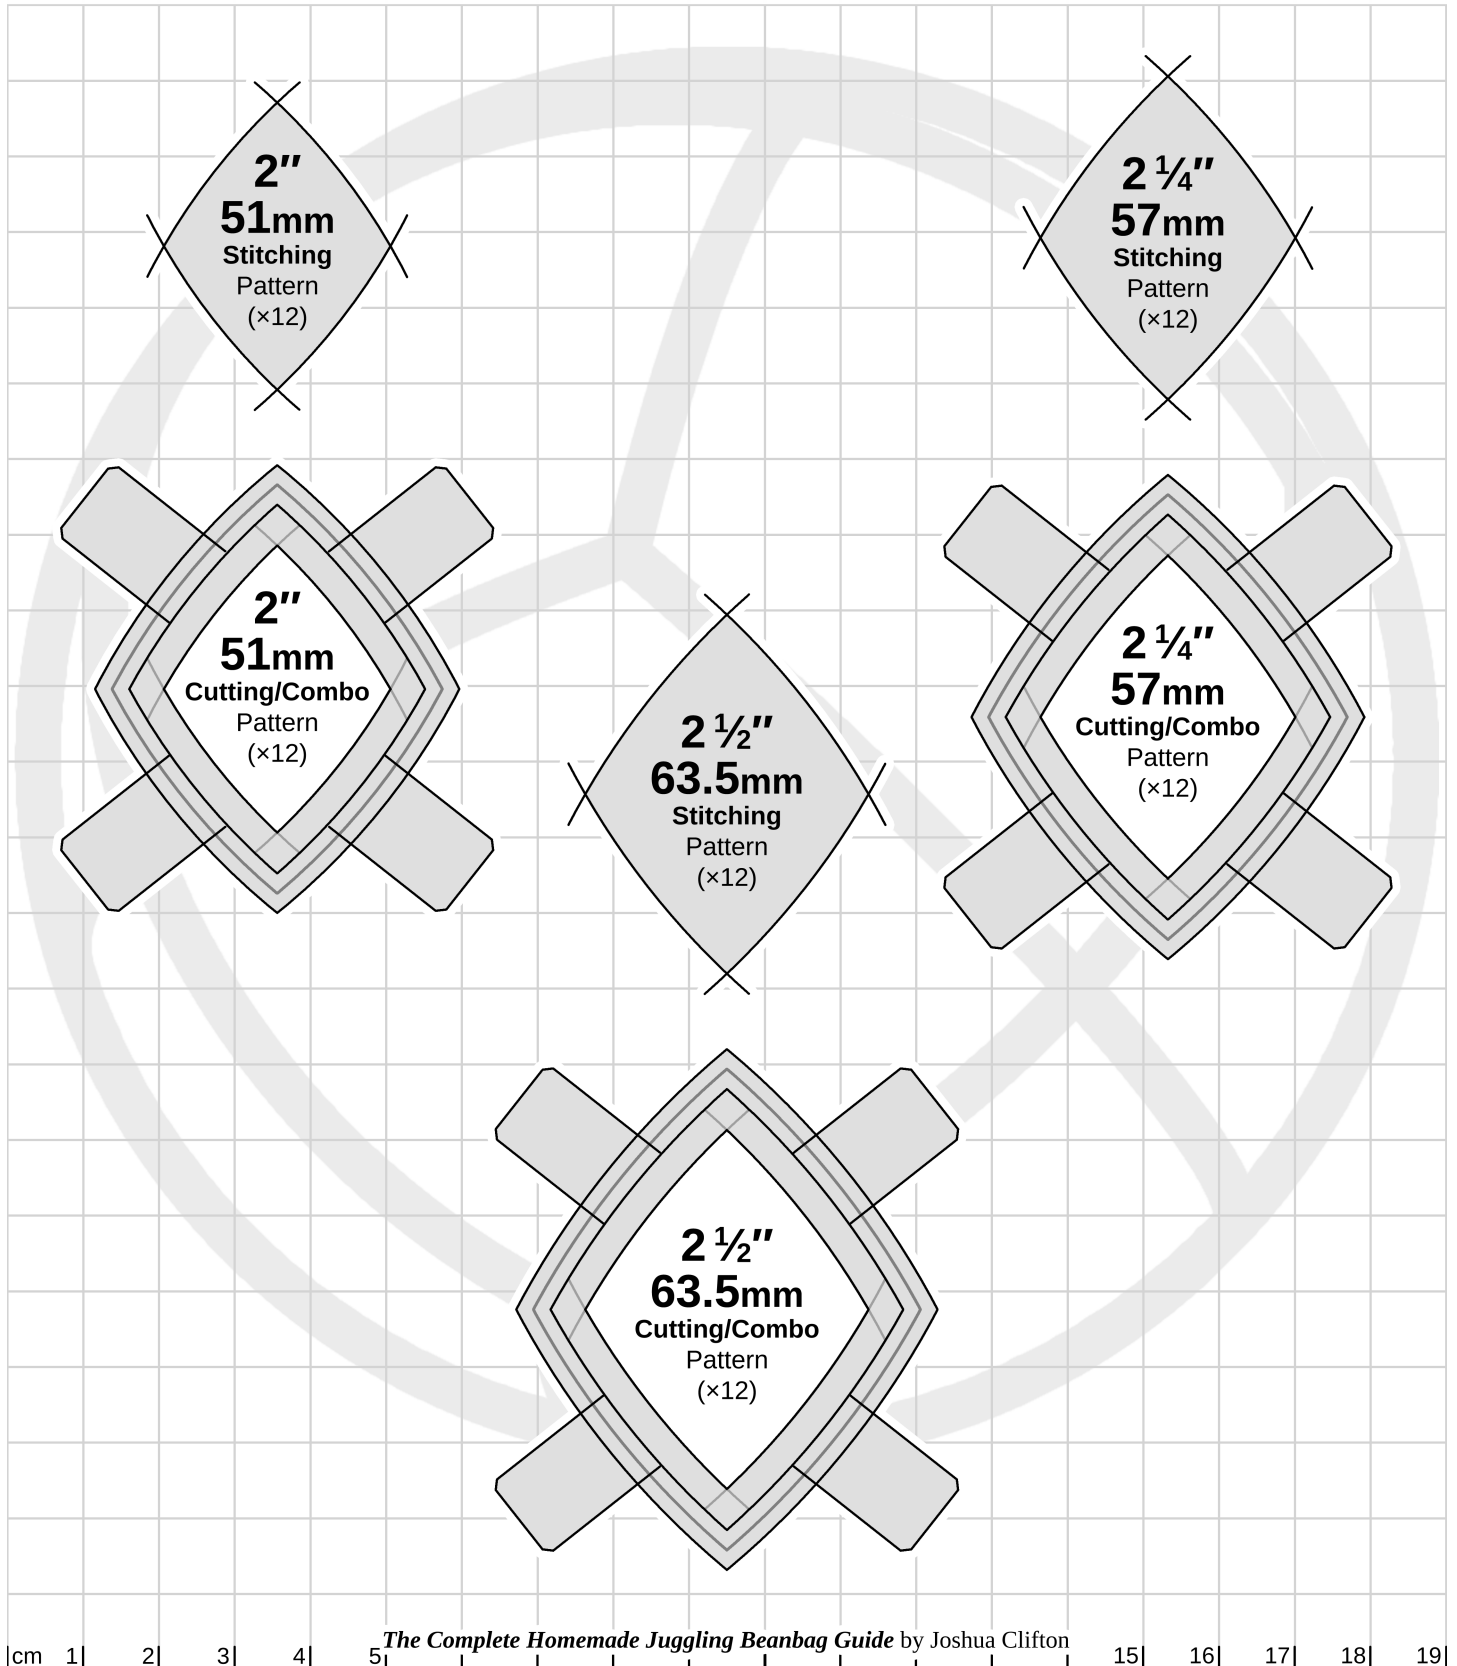 2″
51mm
Stitching
Pattern
(×12)
2 ¼″
57mm
Stitching
Pattern
(×12)
2″
51mm
Cutting/Combo
Pattern
(×12)
2 ¼″
57mm
Cutting/Combo
Pattern
(×12)
2 ½″
63.5mm
Stitching
Pattern
(×12)
2 ½″
63.5mm
Cutting/Combo
Pattern
(×12)
The Complete Homemade Juggling Beanbag Guide by Joshua Clifton
cm 1 2 3 4 5 15 16 17 18 19